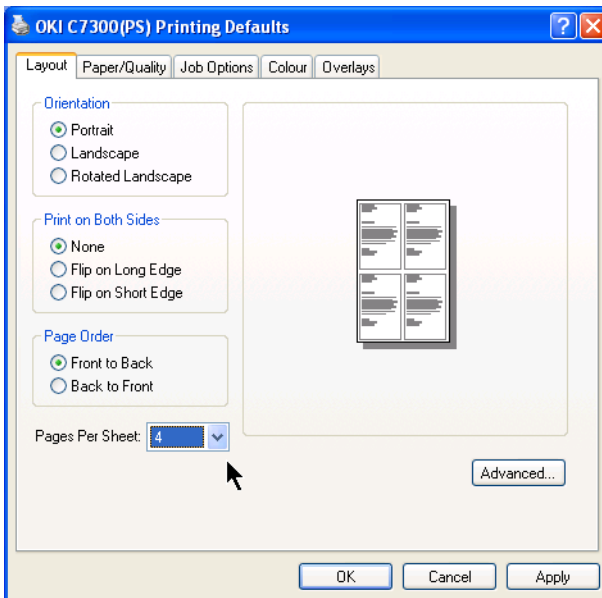 OKI C7300(PS) Printing Defaults
Layout Paper/Quality Job Options Colour Overlays
Orientation
Portrait
Landscape
Rotated Landscape
Print on Both Sides
None
Flip on Long Edge
Flip on Short Edge
Page Order
Front to Back
Back to Front
Pages Per Sheet: 4
Advanced...
OK Cancel Apply